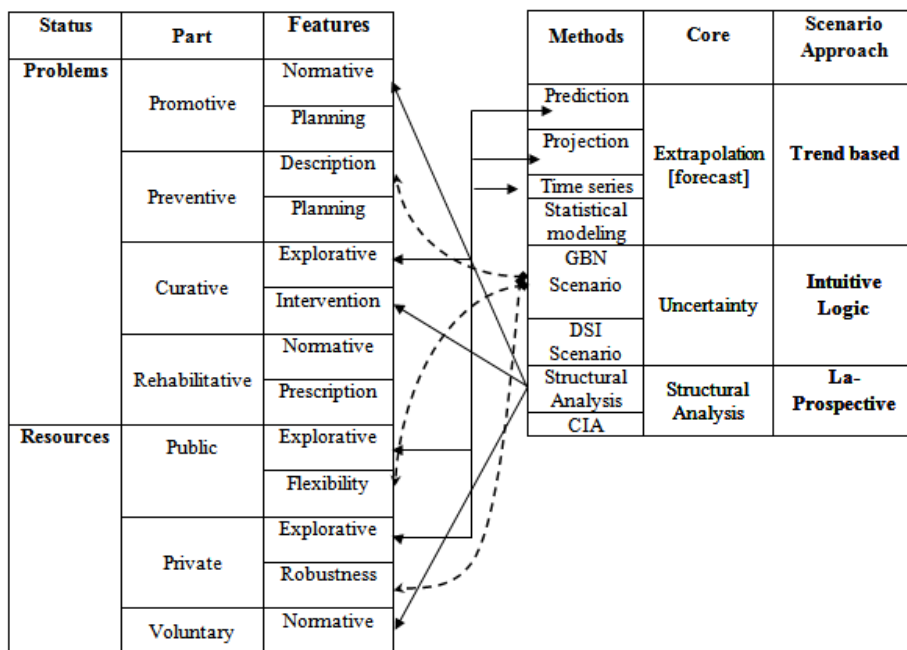 Status
Part
Features
Problems
Promotive
Normative
Planning
Preventive
Description
Planning
Curative
Explorative
Intervention
Rehabilitative
Normative
Prescription
Resources
Public
Explorative
Flexibility
Private
Explorative
Robustness
Voluntary
Normative
Methods
Core
Scenario
Approach
Prediction
Projection
Time series
Statistical
modeling
Extrapolation
[forecast]
Trend based
GBN
Scenario
DSI
Scenario
Uncertainty
Intuitive
Logic
Structural
Analysis
CIA
Structural
Analysis
La-
Prospective